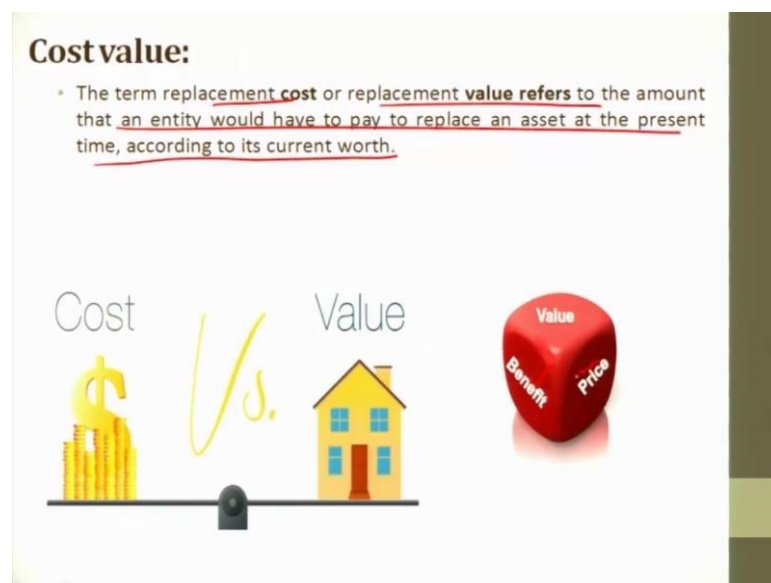 Cost value:
• The term replacement cost or replacement value refers to the amount
that an entity would have to pay to replace an asset at the present
time, according to its current worth.
Cost Vs. Value
$
Value
Benefit
Price